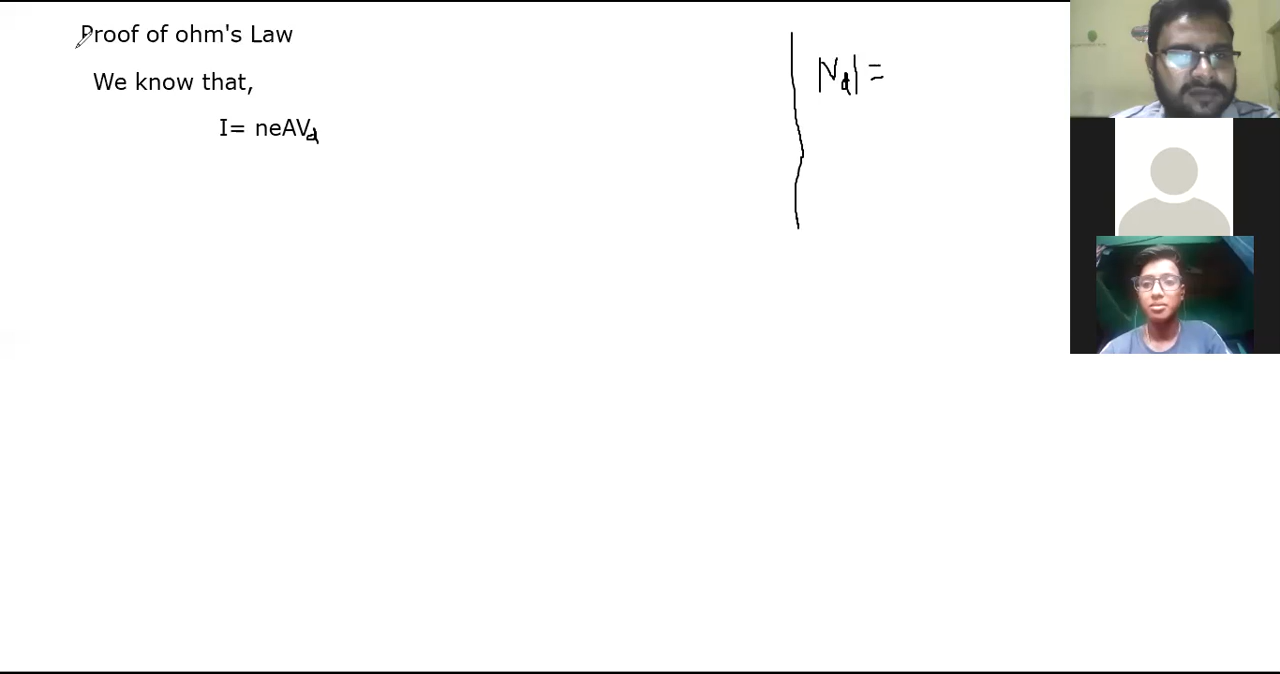 Proof of ohm's Law
We know that,
I= neAVd
|Vd| =